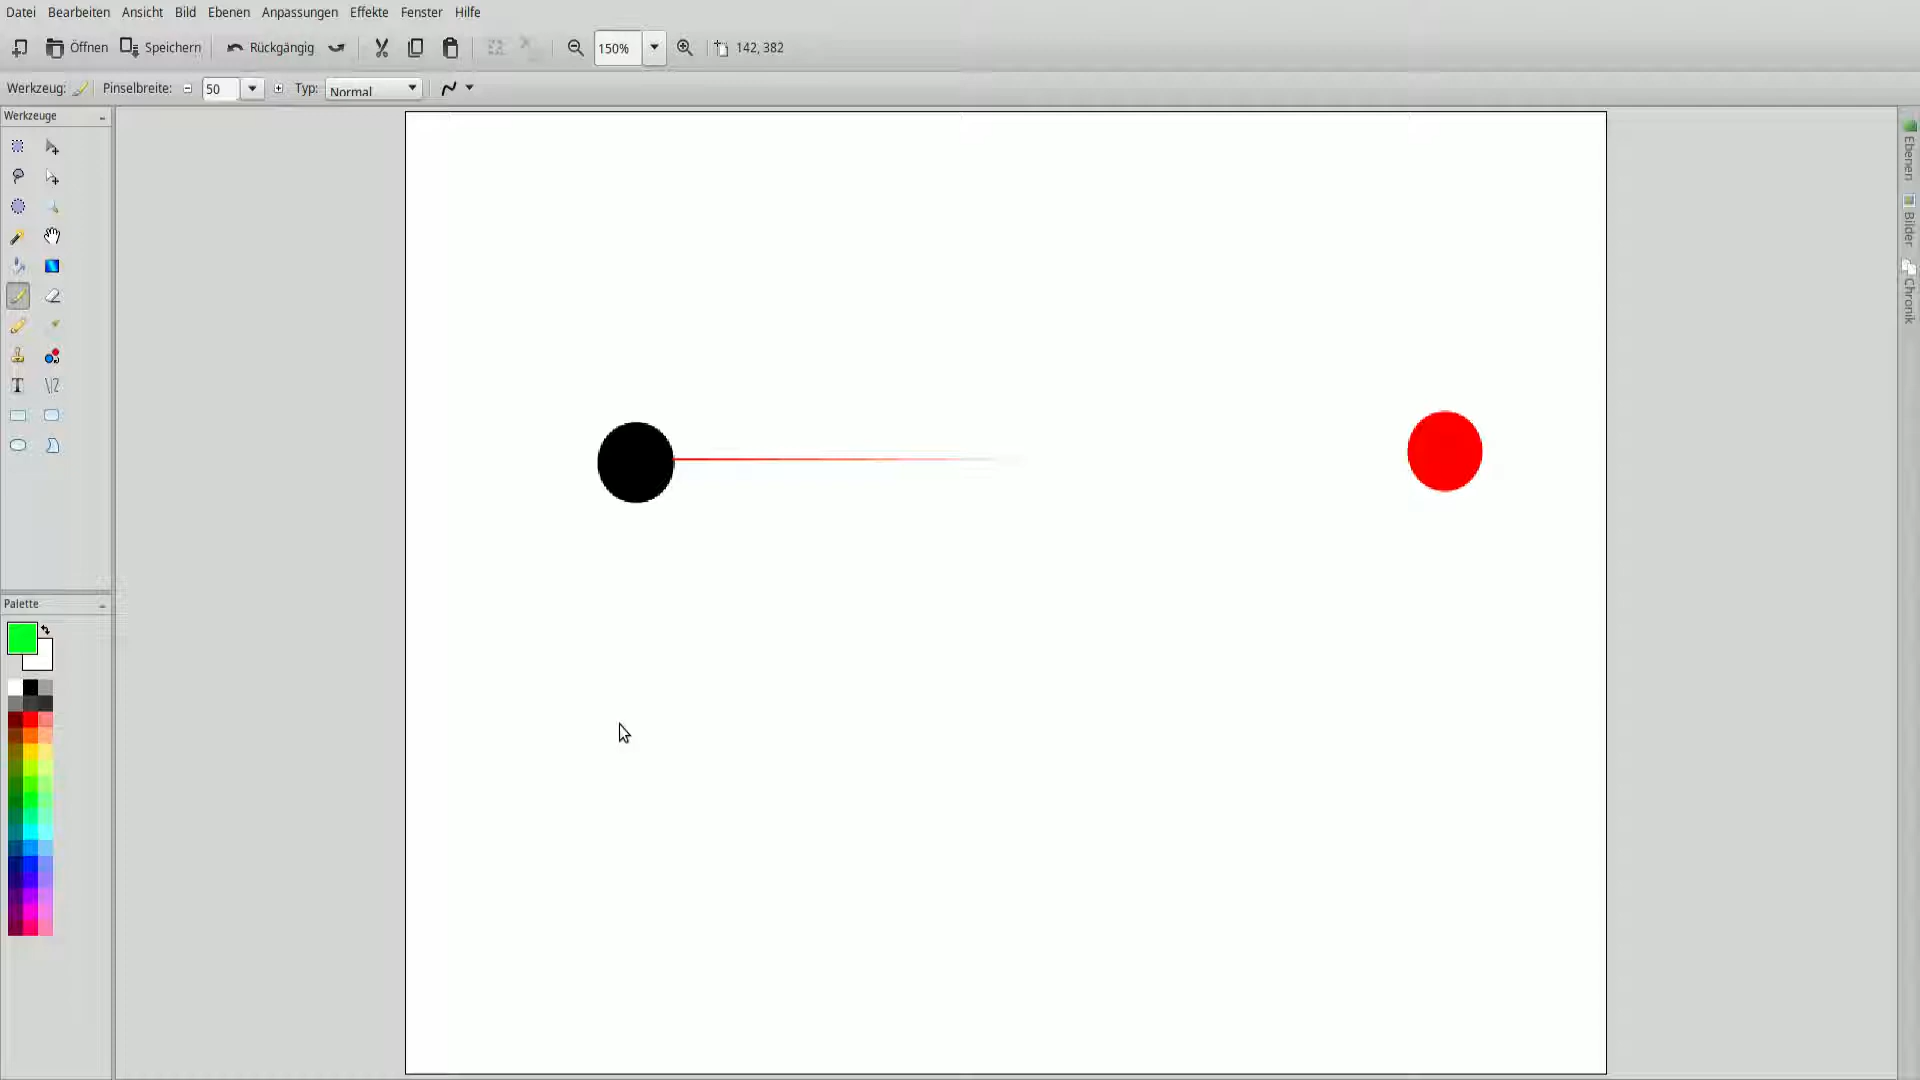 Datei Bearbeiten Ansicht Bild Ebenen Anpassungen Effekte Fenster Hilfe
Öffnen Speichern Rückgängig 150% 142, 382
Werkzeug: Pinselbreite: 50 Typ: Normal
Werkzeuge
Palette
Ebenen
Bilder
Chronik